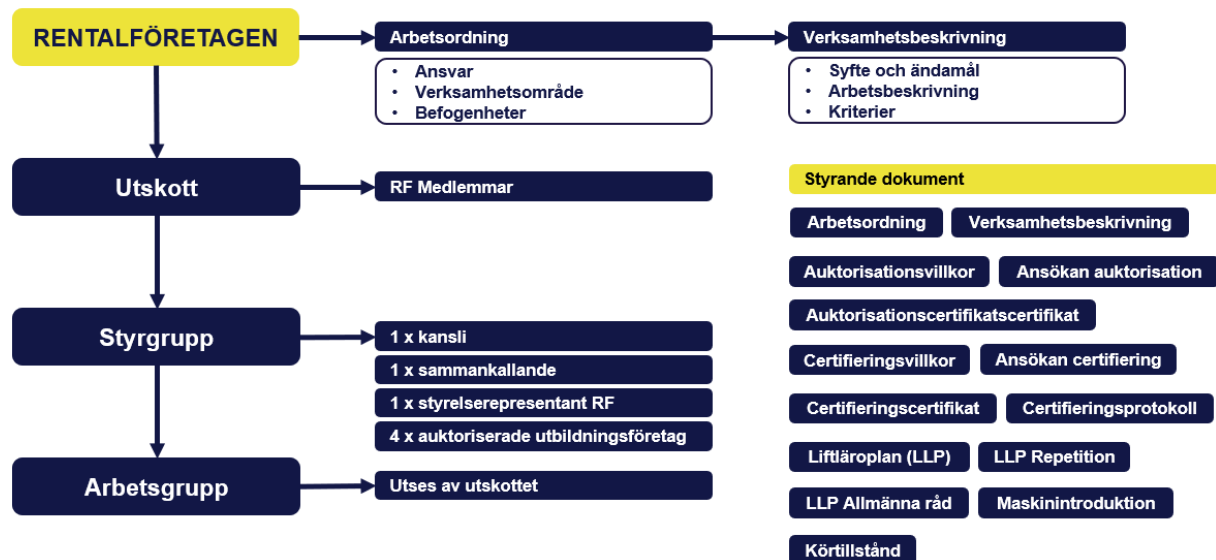 RENTALFÖRETAGEN
Arbetsordning
Verksamhetsbeskrivning
• Ansvar
• Verksamhetsområde
• Befogenheter
• Syfte och ändamål
• Arbetsbeskrivning
• Kriterier
Utskott
RF Medlemmar
Styrgrupp
1 x kansli
1 x sammankallande
1 x styrelserepresentant RF
4 x auktoriserade utbildningsföretag
Arbetsgrupp
Utses av utskottet
Styrande dokument
Arbetsordning
Verksamhetsbeskrivning
Auktorisationsvillkor
Ansökan auktorisation
Auktorisationscertifikatscertifikat
Certifieringsvillkor
Ansökan certifiering
Certifieringscertifikat
Certifieringsprotokoll
Liftläroplan (LLP)
LLP Repetition
LLP Allmänna råd
Maskinintroduktion
Körtillstånd